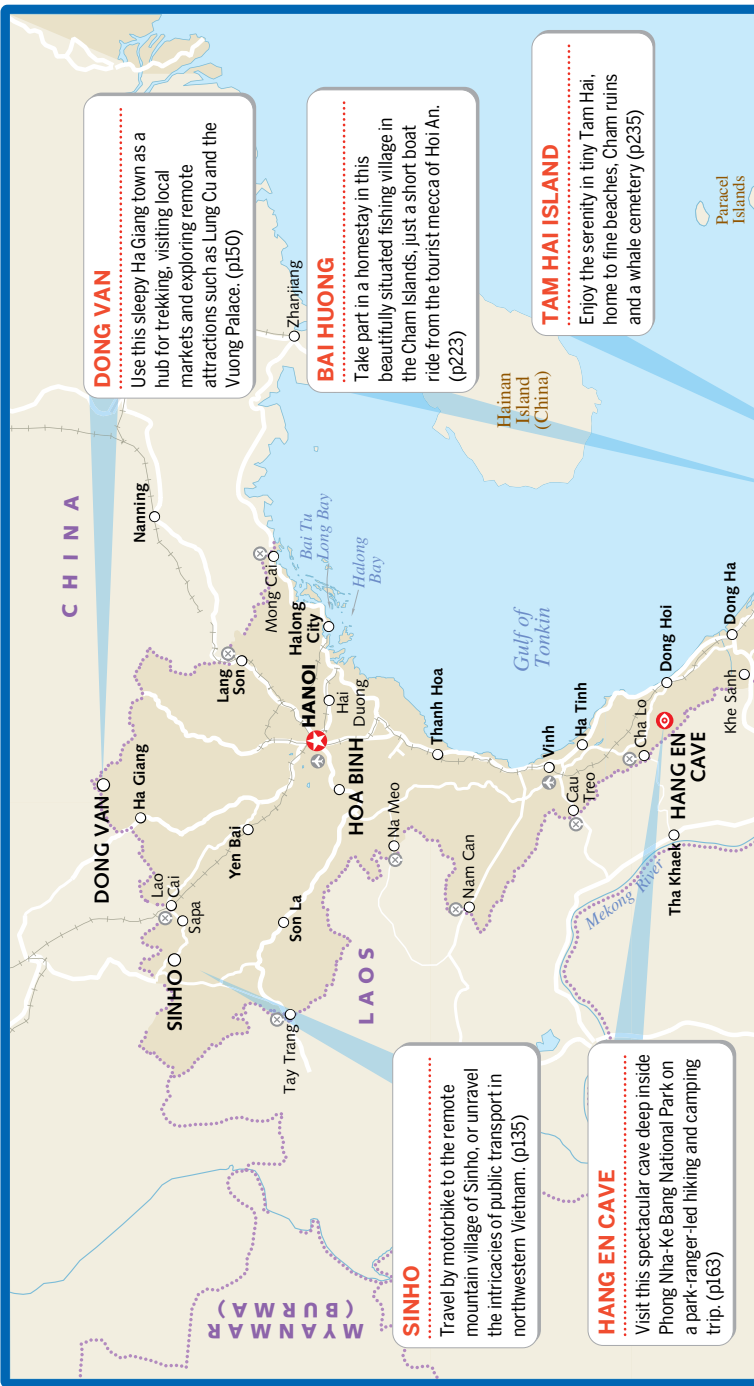 DONG VAN
Use this sleepy Ha Giang town as a
hub for trekking, visiting local
markets and exploring remote
attractions such as Lung Cu and the
Vuong Palace. (p150)
BAI HUONG
Take part in a homestay in this
beautifully situated fishing village in
the Cham Islands, just a short boat
ride from the tourist mecca of Hoi An.
(p223)
TAM HAI ISLAND
Enjoy the serenity in tiny Tam Hai,
home to fine beaches, Cham ruins
and a whale cemetery (p235)
SINHO
Travel by motorbike to the remote
mountain village of Sinho, or unravel
the intricacies of public transport in
northwestern Vietnam. (p135)
HANG EN CAVE
Visit this spectacular cave deep inside
Phong Nha-Ke Bang National Park on
a park-ranger-led hiking and camping
trip. (p163)
CHINA
Nanning
Zhanjiang
DONG VAN
Ha Giang
Lao
Cai
Sapa
SINHO
Yen Bai
Lang
Son
Mong Cai
Bai Tu
Long Bay
Halong
Bay
Halong
City
HANOI
Hai
Duong
HOA BINH
Son La
Tay Trang
LAOS
Na Meo
Thanh Hoa
Nam Can
Gulf of
Tonkin
Hainan
Island
(China)
Paracel
Islands
Vinh
Ha Tinh
Cau
Treo
Cha Lo
Dong Hoi
HANG EN
CAVE
Tha Khaek
Mekong River
Dong Ha
Khe Sanh
MYANMAR
(BURMA)